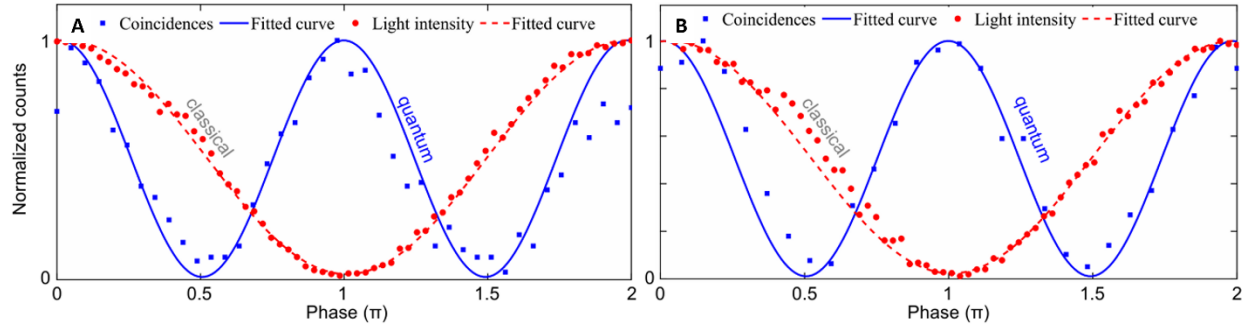 A ■ Coincidences — Fitted curve ● Light intensity --- Fitted curve
Normalized counts
1
0
classical
quantum
0 0.5 1 1.5 2
Phase (π)
B ■ Coincidences — Fitted curve ● Light intensity --- Fitted curve
1
0
classical
quantum
0 0.5 1 1.5 2
Phase (π)